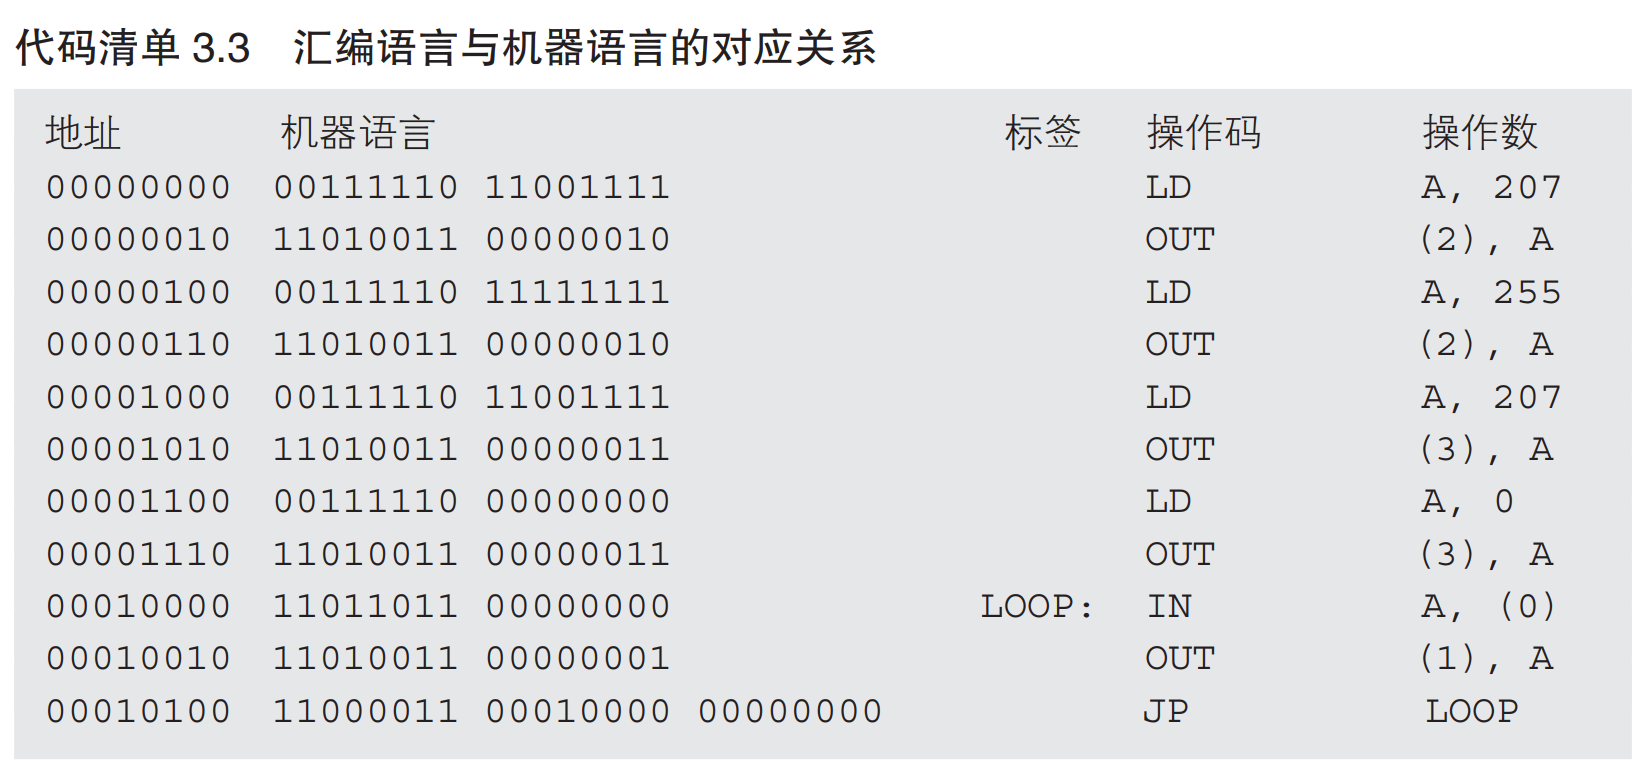 代码清单 3.3 汇编语言与机器语言的对应关系
地址 机器语言 标签 操作码 操作数
00000000 00111110 11001111 LD A, 207
00000010 11010011 00000010 OUT (2), A
00000100 00111110 11111111 LD A, 255
00000110 11010011 00000010 OUT (2), A
00001000 00111110 11001111 LD A, 207
00001010 11010011 00000011 OUT (3), A
00001100 00111110 00000000 LD A, 0
00001110 11010011 00000011 OUT (3), A
00010000 11011011 00000000 LOOP: IN A, (0)
00010010 11010011 00000001 OUT (1), A
00010100 11000011 00010000 00000000 JP LOOP